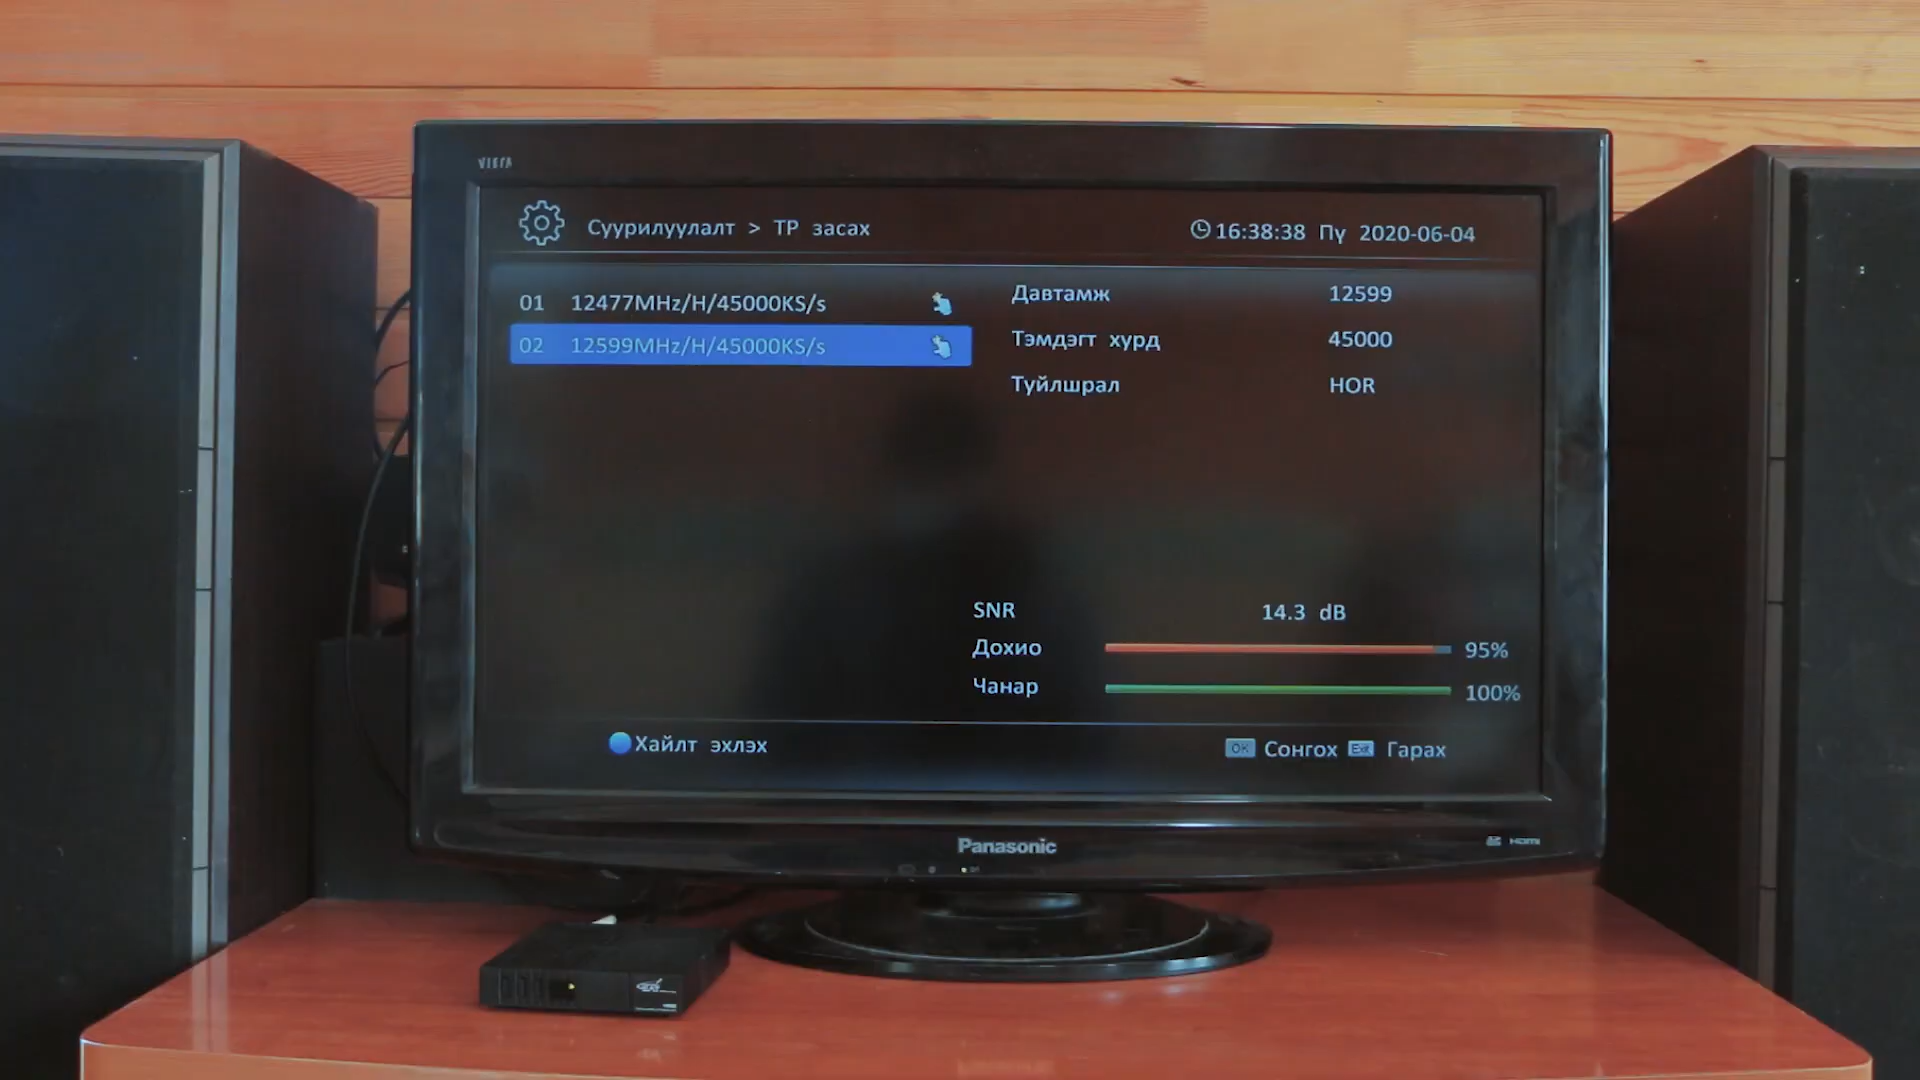 VIERA
Суурилуулалт > ТР засах
16:38:38 Пү 2020-06-04
01 12477MHz/H/45000KS/s
02 12599MHz/H/45000KS/s
Давтамж 12599
Тэмдэгт хурд 45000
Туйлшрал HOR
SNR 14.3 dB
Дохио 95%
Чанар 100%
Хайлт эхлэх
OK Сонгох Exit Гарах
Panasonic
HDMI